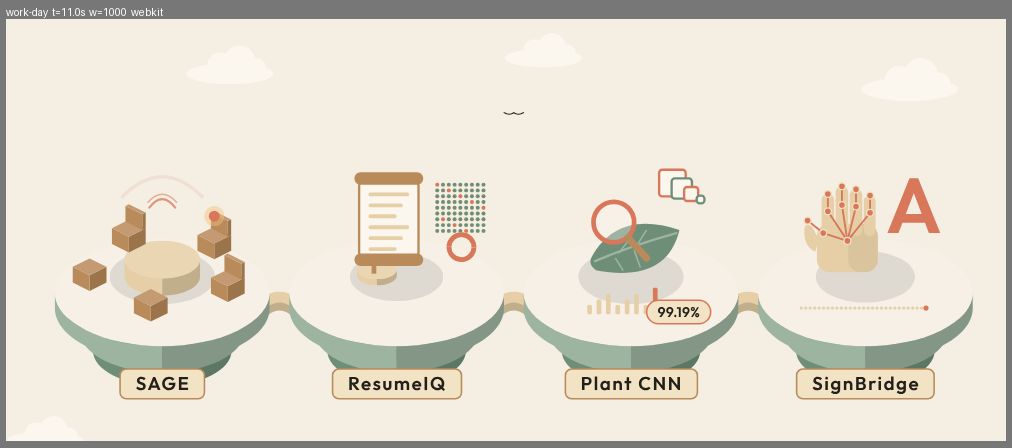 work-day t=11.0s w=1000 webkit
A
99.19%
SAGE
ResumeIQ
Plant CNN
SignBridge